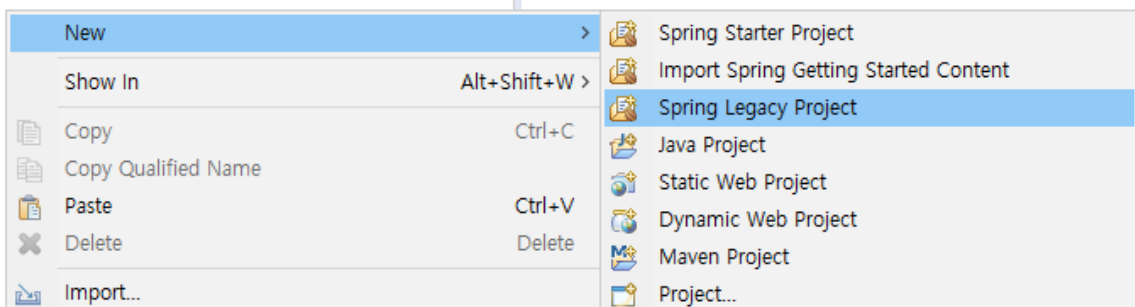 New >
Show In Alt+Shift+W >
Copy Ctrl+C
Copy Qualified Name
Paste Ctrl+V
Delete Delete
Import...
Spring Starter Project
Import Spring Getting Started Content
Spring Legacy Project
Java Project
Static Web Project
Dynamic Web Project
Maven Project
Project...